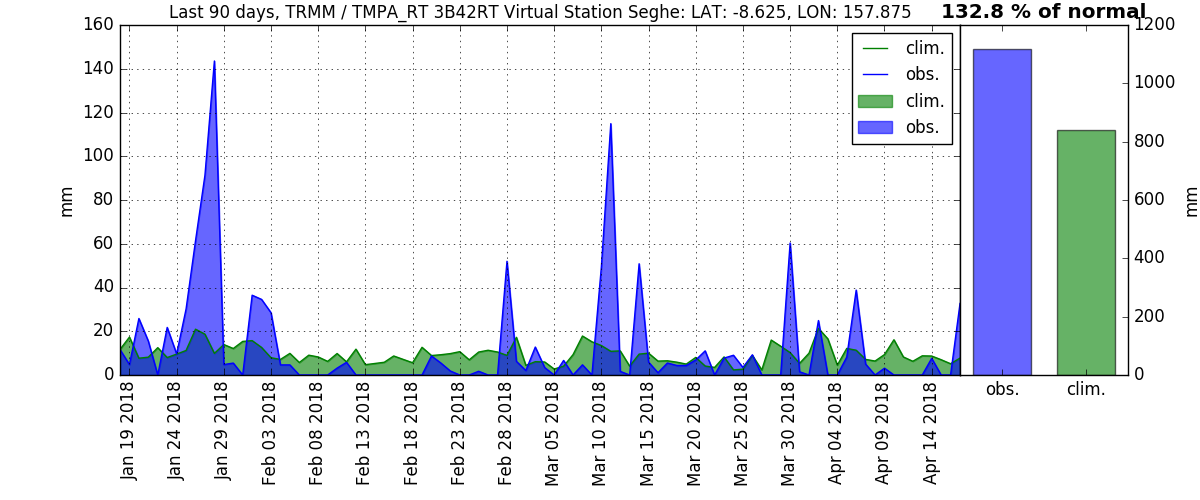 Last 90 days, TRMM / TMPA_RT 3B42RT Virtual Station Seghe: LAT: -8.625, LON: 157.875
132.8 % of normal
160
140
120
100
80
60
40
20
0
mm
clim.
obs.
clim.
obs.
Jan 19 2018
Jan 24 2018
Jan 29 2018
Feb 03 2018
Feb 08 2018
Feb 13 2018
Feb 18 2018
Feb 23 2018
Feb 28 2018
Mar 05 2018
Mar 10 2018
Mar 15 2018
Mar 20 2018
Mar 25 2018
Mar 30 2018
Apr 04 2018
Apr 09 2018
Apr 14 2018
1200
1000
800
600
400
200
0
mm
obs.
clim.